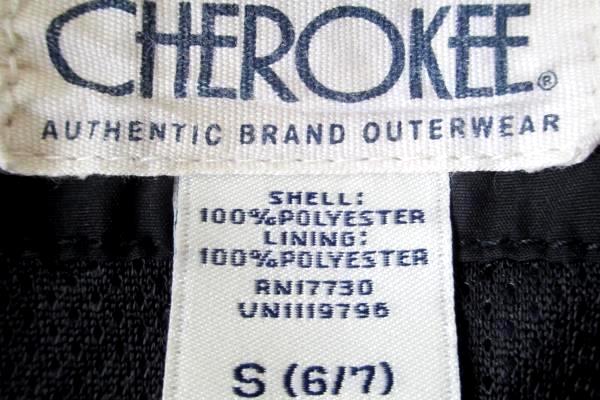 CHEROKEE®
AUTHENTIC BRAND OUTERWEAR
SHELL:
100%POLYESTER
LINING:
100%POLYESTER
RN17730
UN1119796
S (6/7)